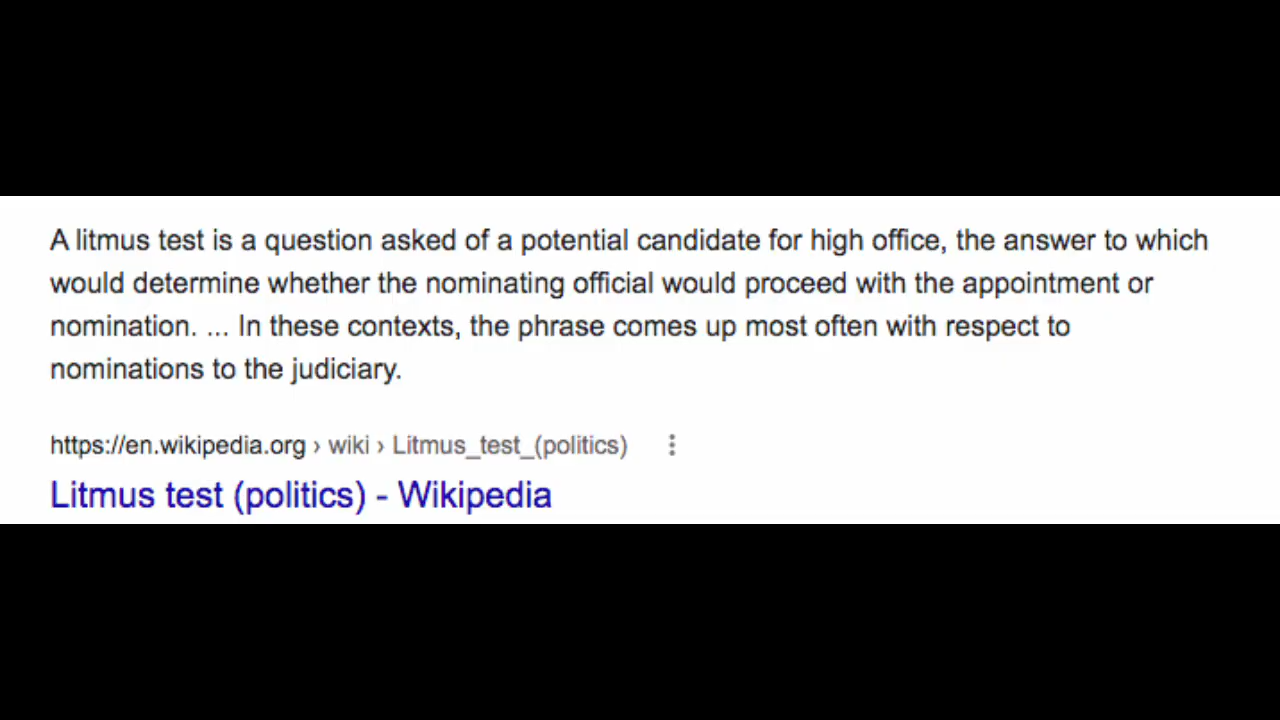 A litmus test is a question asked of a potential candidate for high office, the answer to which
would determine whether the nominating official would proceed with the appointment or
nomination. ... In these contexts, the phrase comes up most often with respect to
nominations to the judiciary.
https://en.wikipedia.org › wiki › Litmus_test_(politics)
Litmus test (politics) - Wikipedia